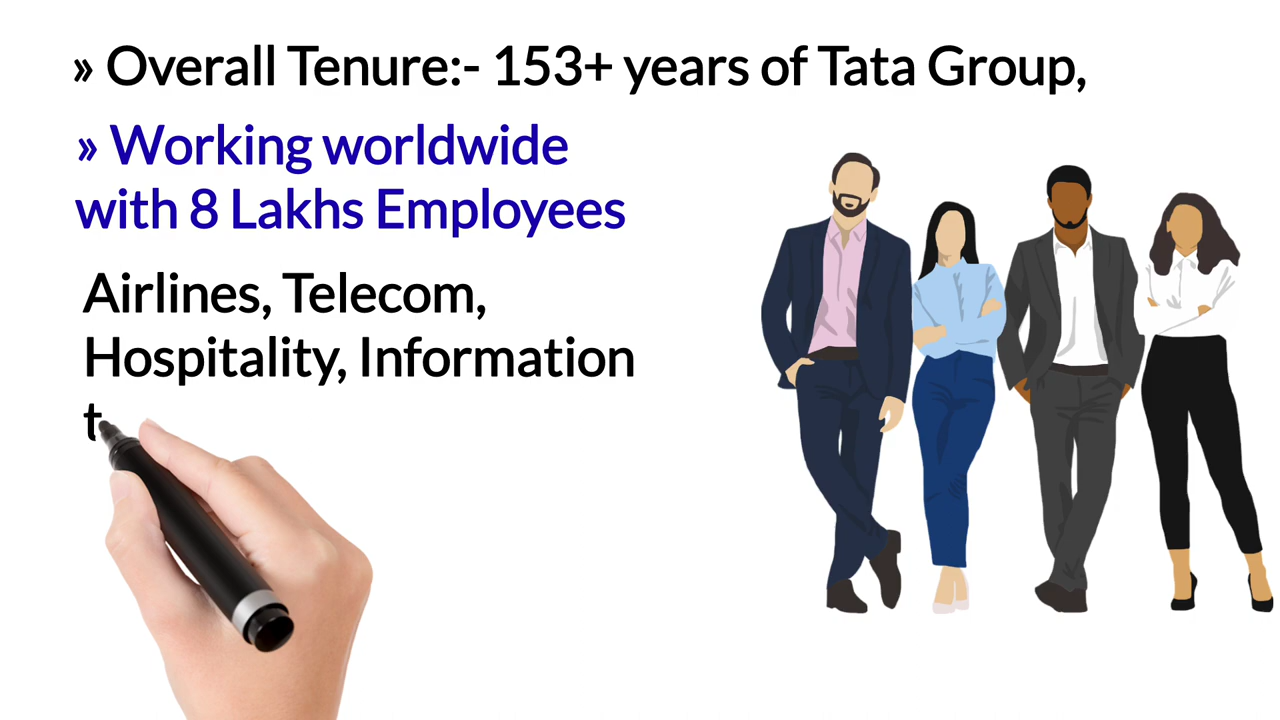 » Overall Tenure:- 153+ years of Tata Group,
» Working worldwide
with 8 Lakhs Employees
Airlines, Telecom,
Hospitality, Information
t